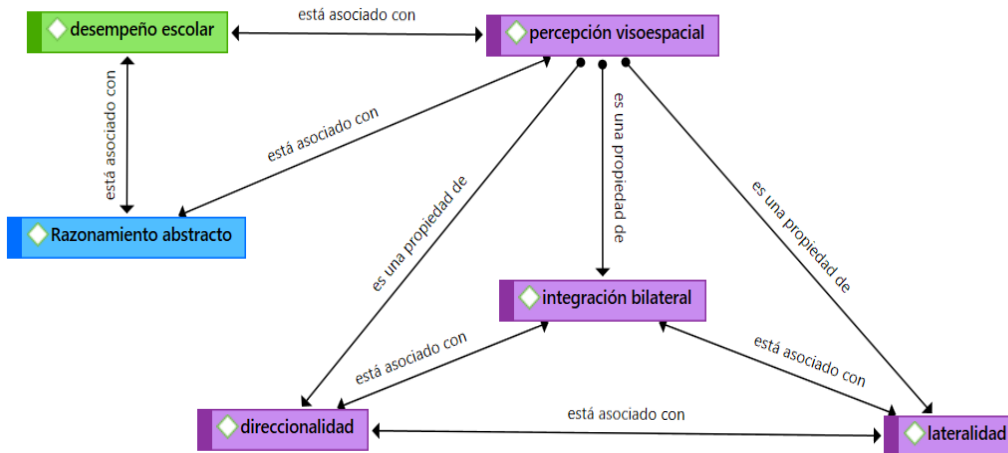 está asociado con
desempeño escolar
percepción visoespacial
está asociado con
está asociado con
es una propiedad de
es una propiedad de
es una propiedad de
Razonamiento abstracto
integración bilateral
está asociado con
está asociado con
está asociado con
direccionalidad
lateralidad